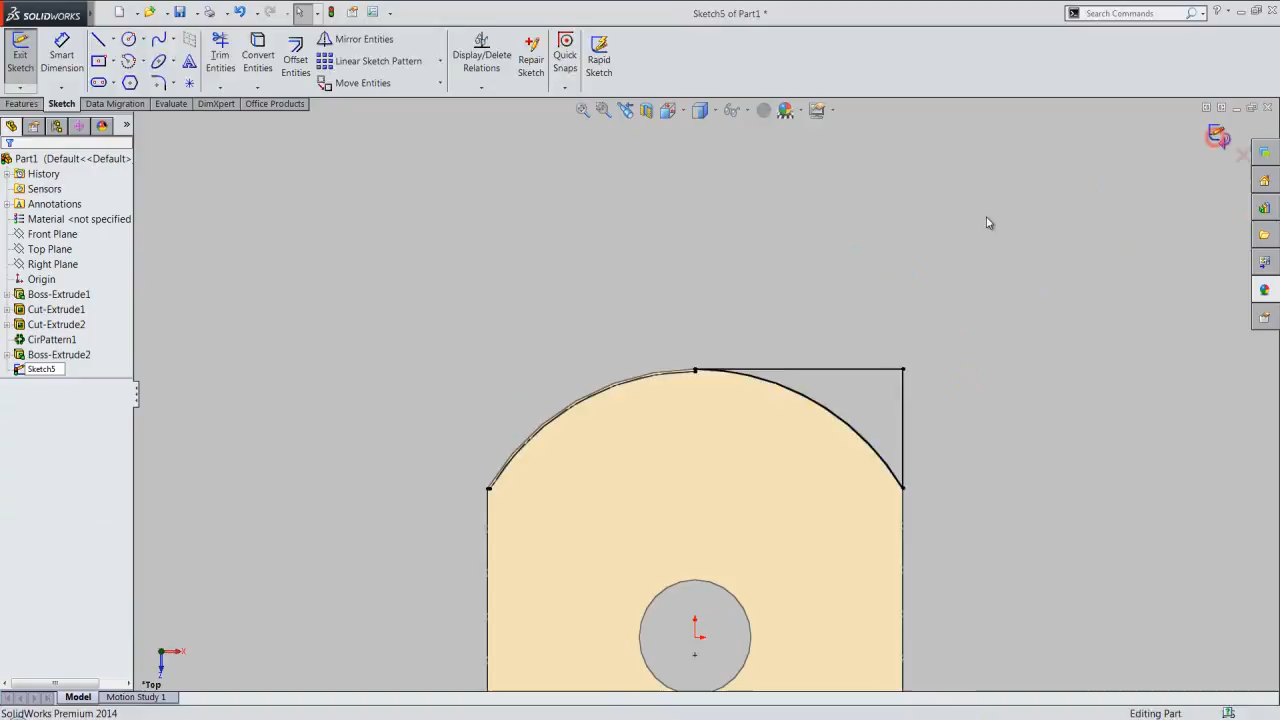 SOLIDWORKS
Sketch5 of Part1 *
Search Commands
Exit Sketch
Smart Dimension
Trim Entities
Convert Entities
Offset Entities
Mirror Entities
Linear Sketch Pattern
Move Entities
Display/Delete Relations
Repair Sketch
Quick Snaps
Rapid Sketch
Features
Sketch
Data Migration
Evaluate
DimXpert
Office Products
Part1 (Default<<Default>
History
Sensors
Annotations
Material <not specified
Front Plane
Top Plane
Right Plane
Origin
Boss-Extrude1
Cut-Extrude1
Cut-Extrude2
CirPattern1
Boss-Extrude2
Sketch5
X
Z
*Top
Model
Motion Study 1
SolidWorks Premium 2014
Editing Part